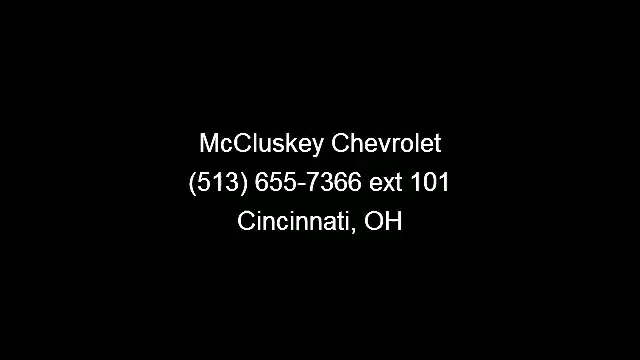 McCluskey Chevrolet
(513) 655-7366 ext 101
Cincinnati, OH